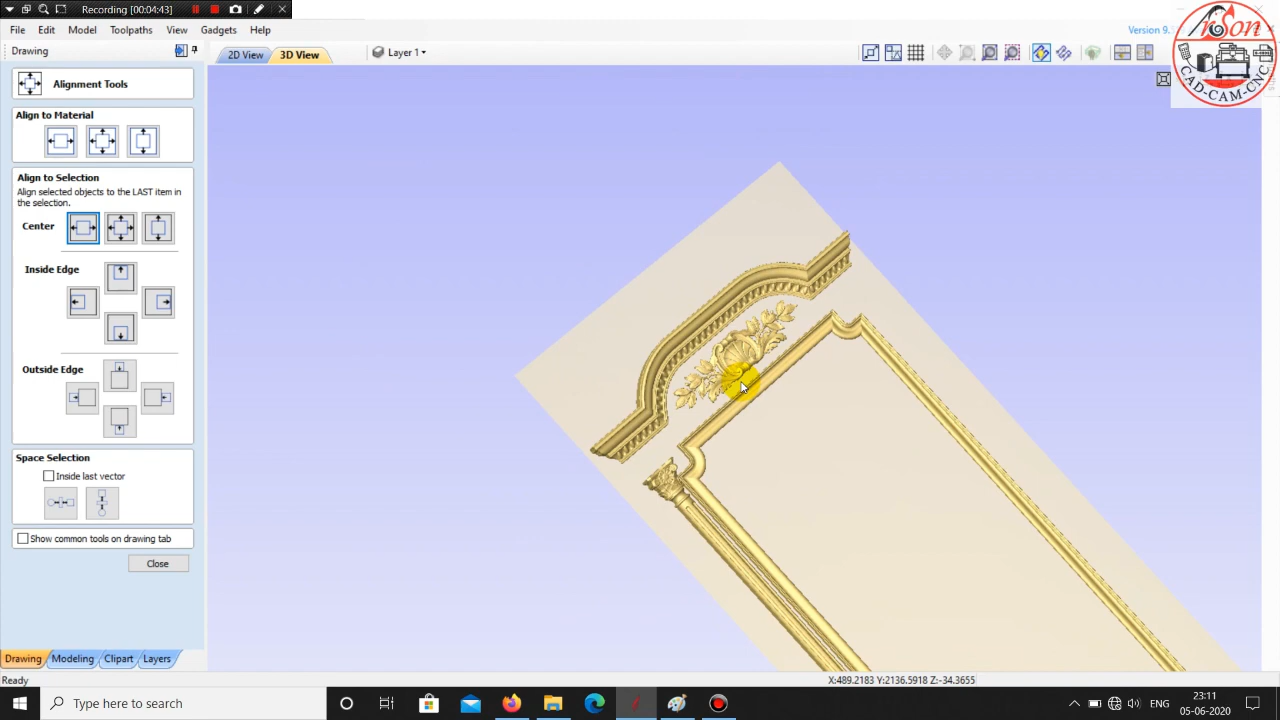 Recording [00:04:43]
File Edit Model Toolpaths View Gadgets Help
Version 9.
Drawing
2D View 3D View Layer 1
Alignment Tools
Align to Material
Align to Selection
Align selected objects to the LAST item in
the selection.
Center
Inside Edge
Outside Edge
Space Selection
Inside last vector
Show common tools on drawing tab
Close
Drawing Modeling Clipart Layers
Ready
X:489.2183 Y:2136.5918 Z:-34.3655
Type here to search
ENG
23:11
05-06-2020
CAD-CAM-CNC